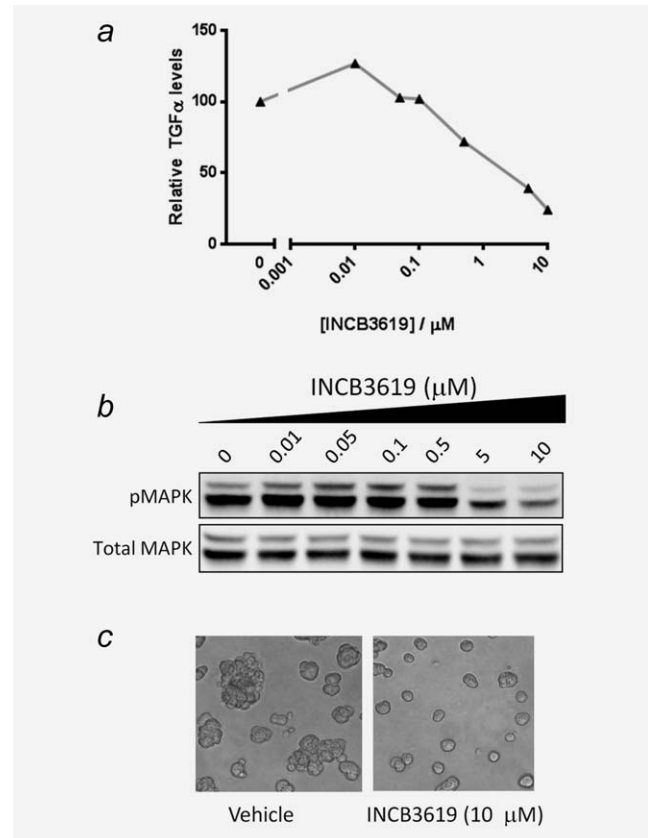 a
150
100
50
0
Relative TGFα levels
0
0.001
0.01
0.1
1
10
[INCB3619] / μM
b
INCB3619 (μM)
0 0.01 0.05 0.1 0.5 5 10
pMAPK
Total MAPK
c
Vehicle INCB3619 (10 μM)